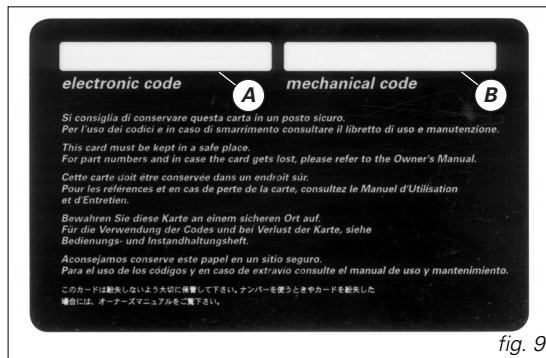 electronic code
mechanical code
A
B
Si consiglia di conservare questa carta in un posto sicuro.
Per l'uso dei codici e in caso di smarrimento consultare il libretto di uso e manutenzione.
This card must be kept in a safe place.
For part numbers and in case the card gets lost, please refer to the Owner's Manual.
Cette carte doit être conservée dans un endroit sûr.
Pour les références et en cas de perte de la carte, consultez le Manuel d'Utilisation
et d'Entretien.
Bewahren Sie diese Karte an einem sicheren Ort auf.
Für die Verwendung der Codes und bei Verlust der Karte, siehe
Bedienungs- und Instandhaltungsheft.
Aconsejamos conserve este papel en un sitio seguro.
Para el uso de los códigos y en caso de extravío consulte el manual de uso y mantenimiento.
このカードは紛失しないよう大切に保管して下さい。ナンバーを使うときやカードを紛失した
場合には、オーナーズマニュアルをご覧下さい。
fig. 9